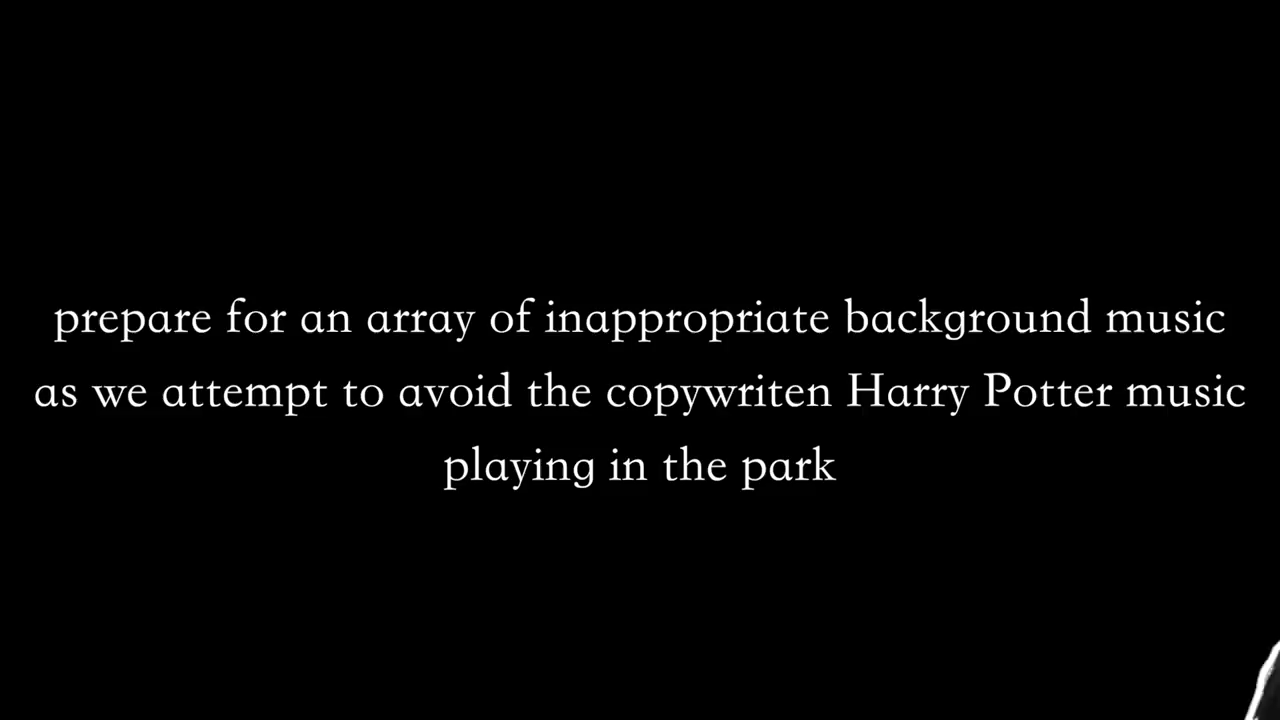 prepare for an array of inappropriate background music
as we attempt to avoid the copywriten Harry Potter music
playing in the park